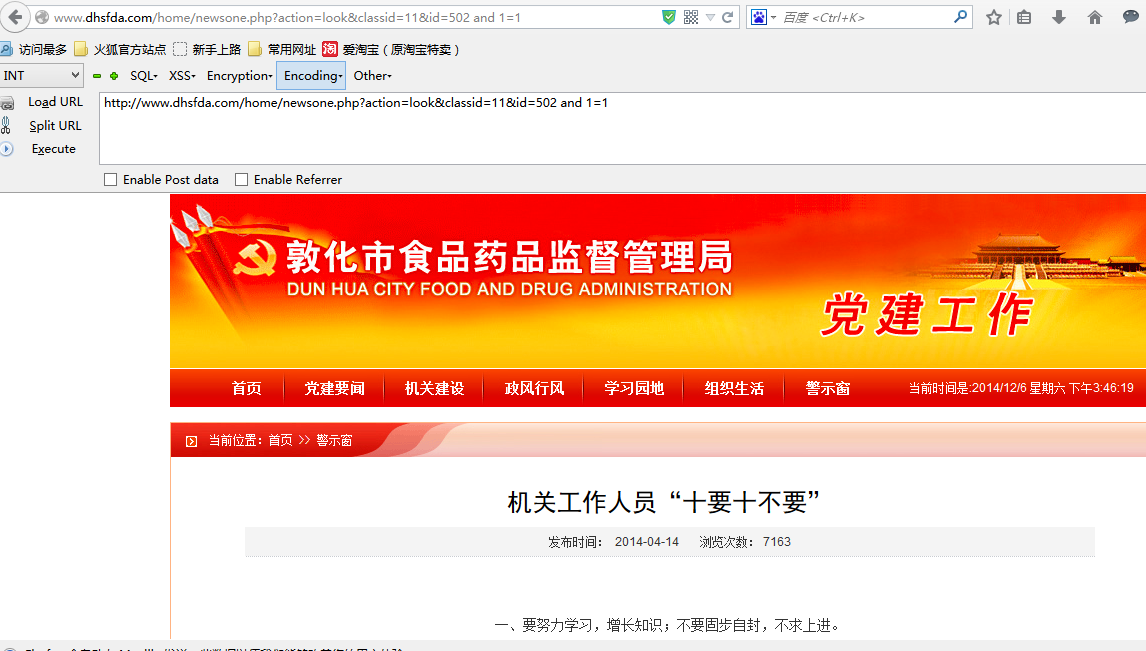 www.dhsfda.com/home/newsone.php?action=look&classid=11&id=502 and 1=1
百度 <Ctrl+K>
访问最多 火狐官方站点 新手上路 常用网址 淘 爱淘宝（原淘宝特卖）
INT SQL- XSS- Encryption- Encoding- Other-
Load URL http://www.dhsfda.com/home/newsone.php?action=look&classid=11&id=502 and 1=1
Split URL
Execute
Enable Post data Enable Referrer
敦化市食品药品监督管理局
DUN HUA CITY FOOD AND DRUG ADMINISTRATION
党建工作
首页 党建要闻 机关建设 政风行风 学习园地 组织生活 警示窗 当前时间是:2014/12/6 星期六 下午3:46:19
当前位置：首页 >> 警示窗
机关工作人员“十要十不要”
发布时间： 2014-04-14 浏览次数： 7163
一、要努力学习，增长知识；不要固步自封，不求上进。